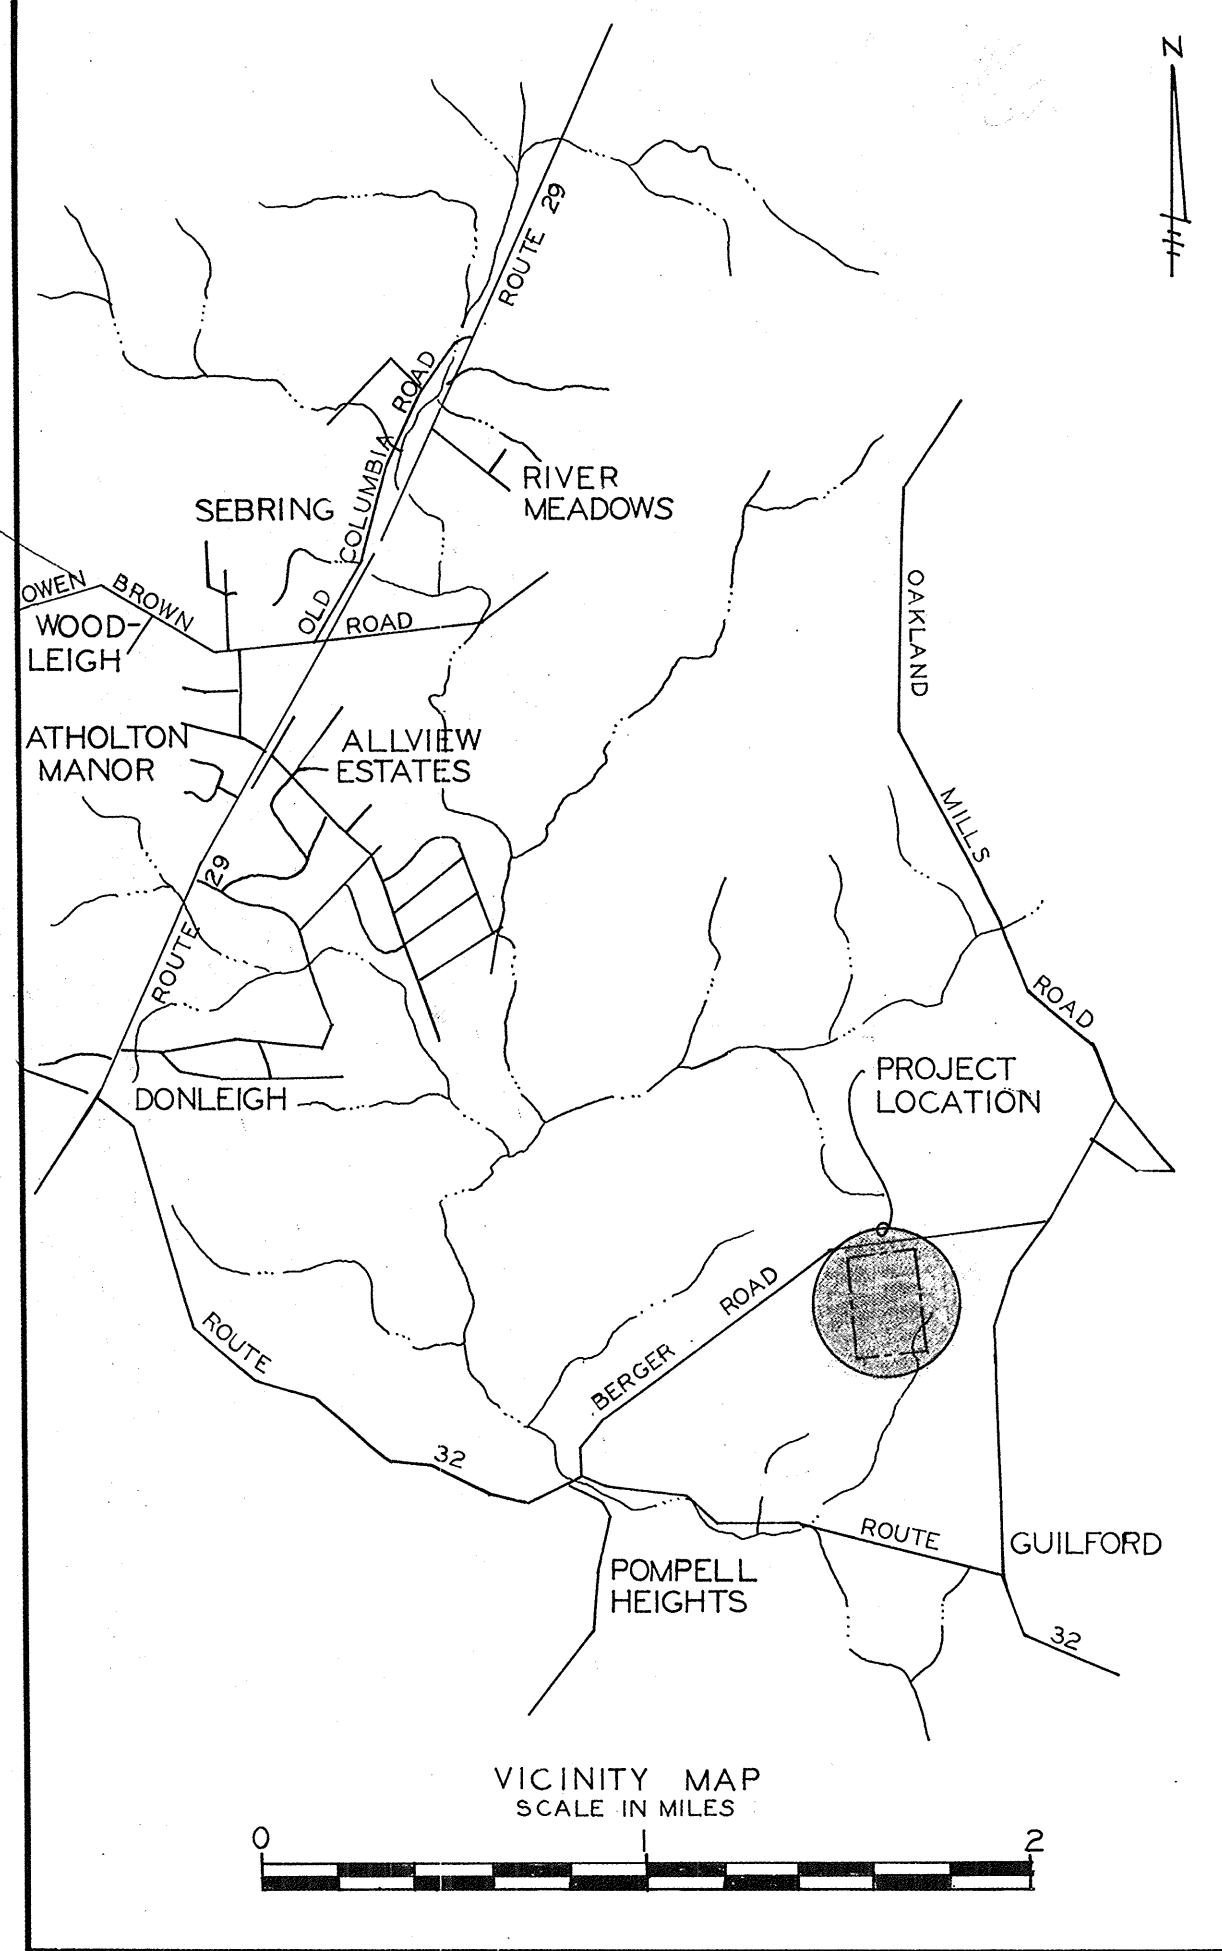 N
ROUTE 29
OLD COLUMBIA ROAD
RIVER
MEADOWS
SEBRING
OWEN BROWN ROAD
WOOD-
LEIGH
OAKLAND MILLS ROAD
ATHOLTON
MANOR
ALLVIEW
ESTATES
ROUTE 29
PROJECT
LOCATION
DONLEIGH
BERGER ROAD
ROUTE 32
ROUTE 32
GUILFORD
POMPELL
HEIGHTS
VICINITY MAP
SCALE IN MILES
0 1 2